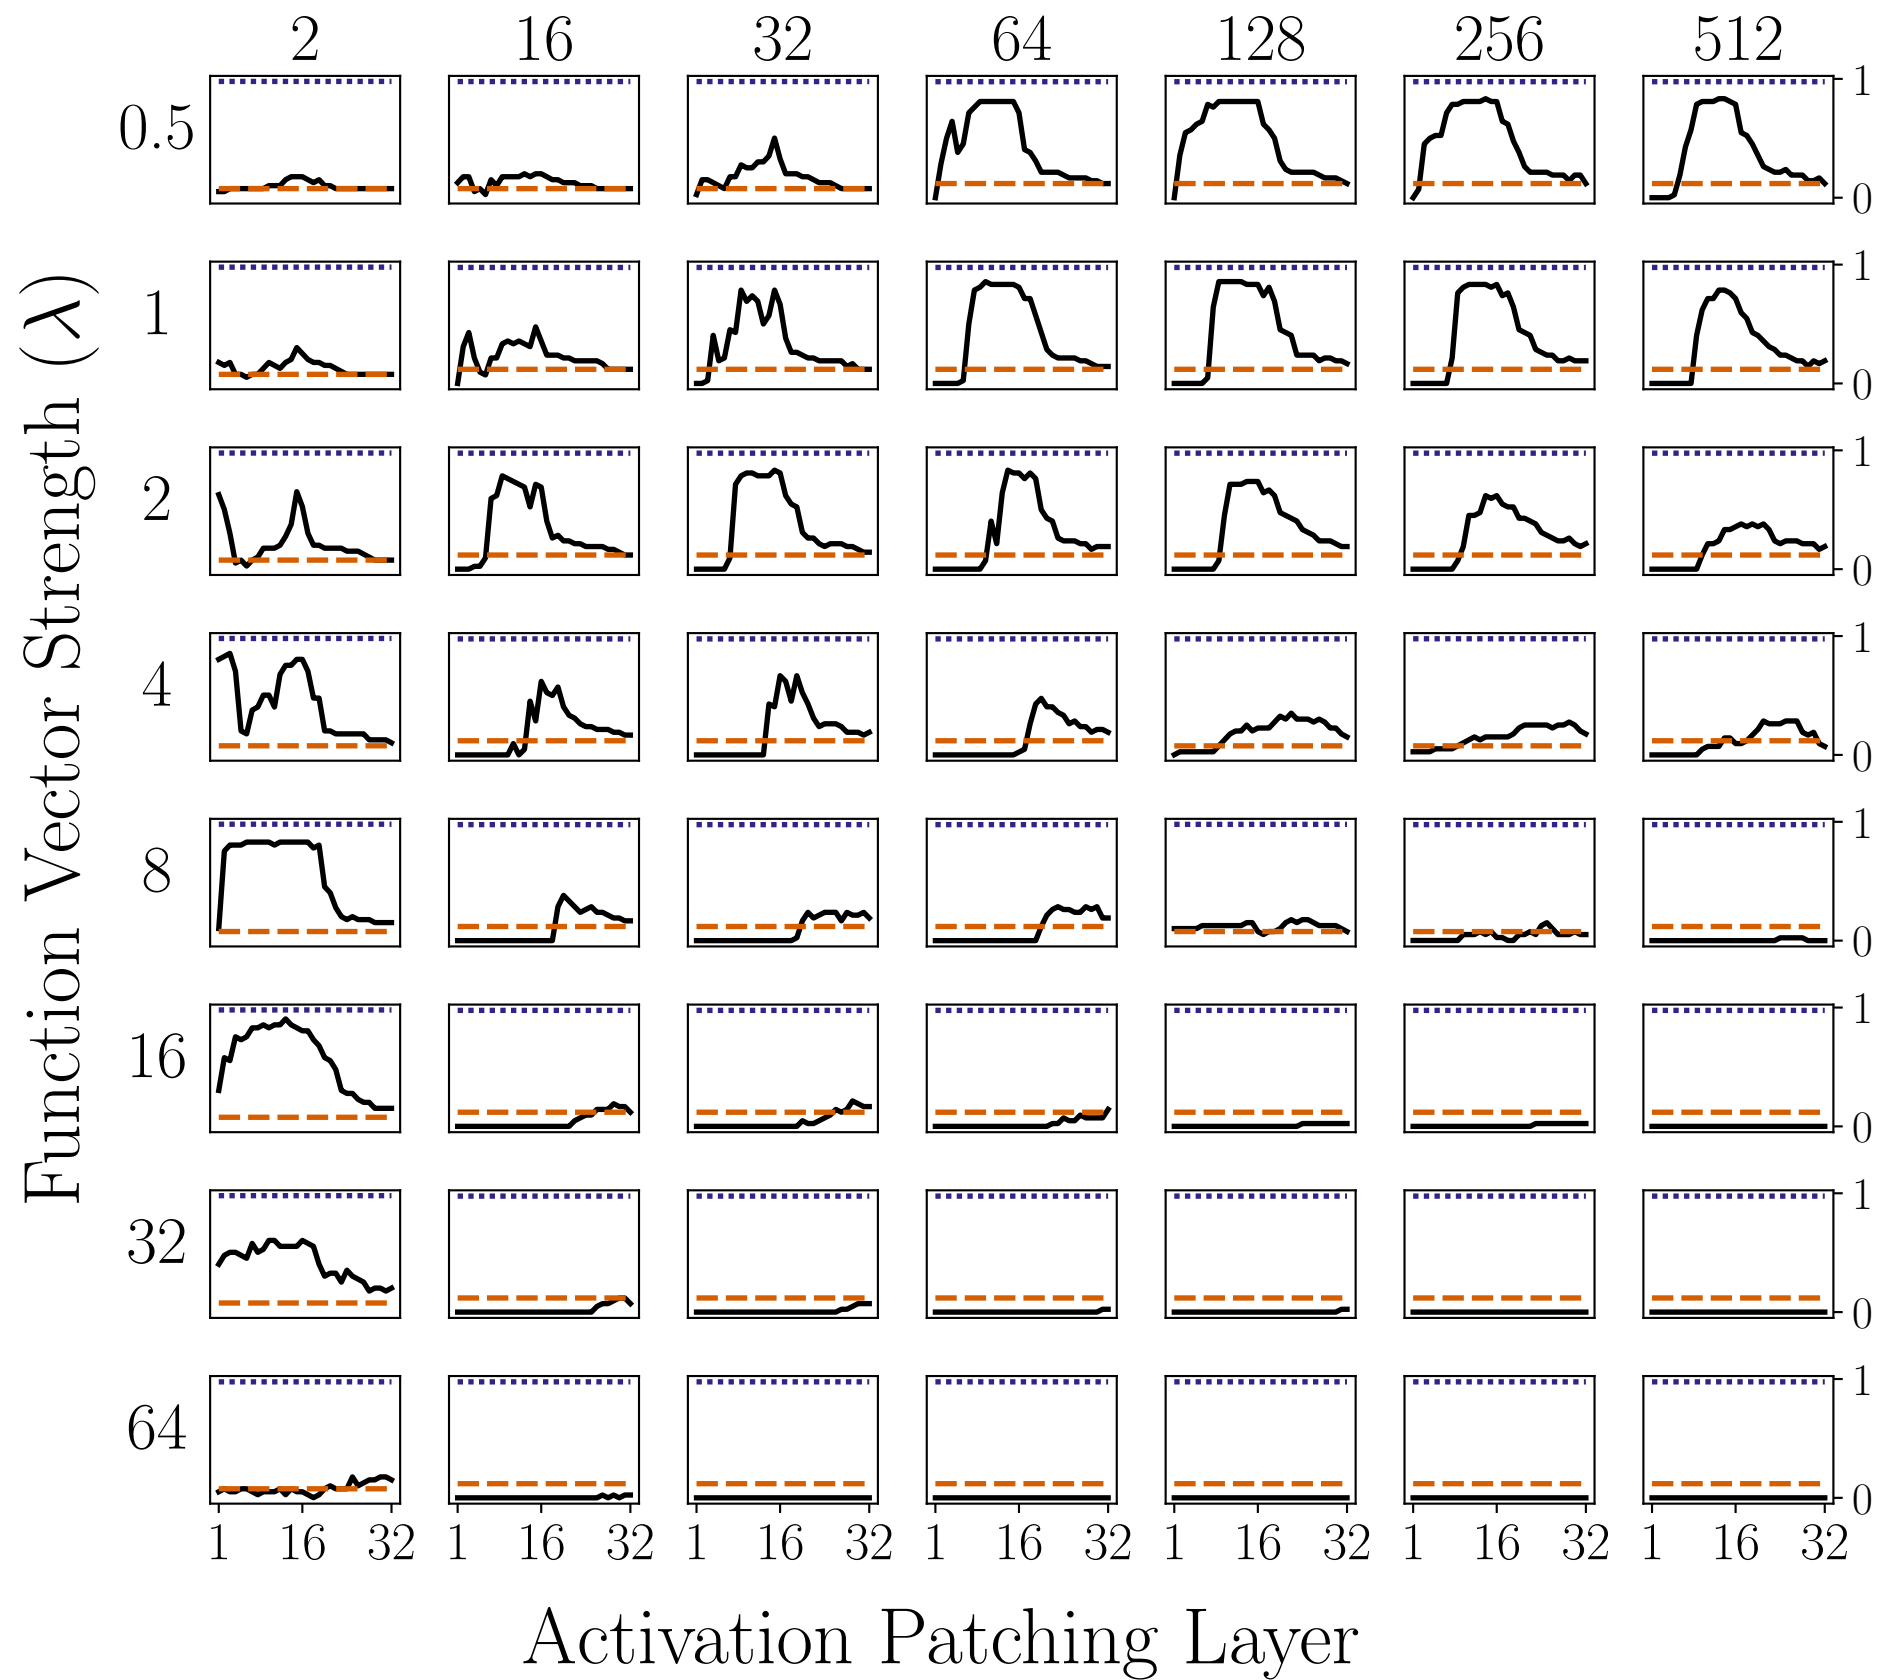 2 16 32 64 128 256 512
Function Vector Strength (λ)
0.5 1 0
1 1 0
2 1 0
4 1 0
8 1 0
16 1 0
32 1 0
64 1 0
1 16 32 1 16 32 1 16 32 1 16 32 1 16 32 1 16 32 1 16 32
Activation Patching Layer